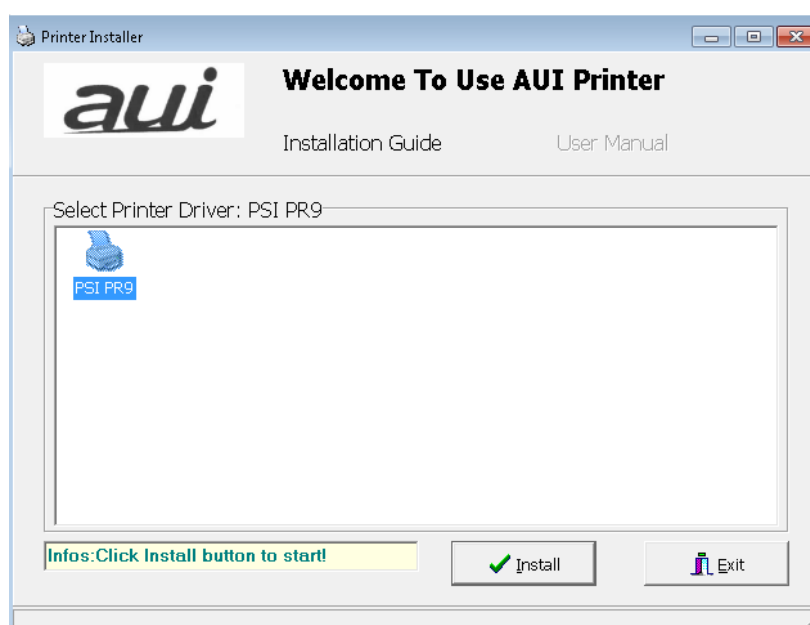 Printer Installer
aui
Welcome To Use AUI Printer
Installation Guide
User Manual
Select Printer Driver: PSI PR9
PSI PR9
Infos:Click Install button to start!
Install
Exit